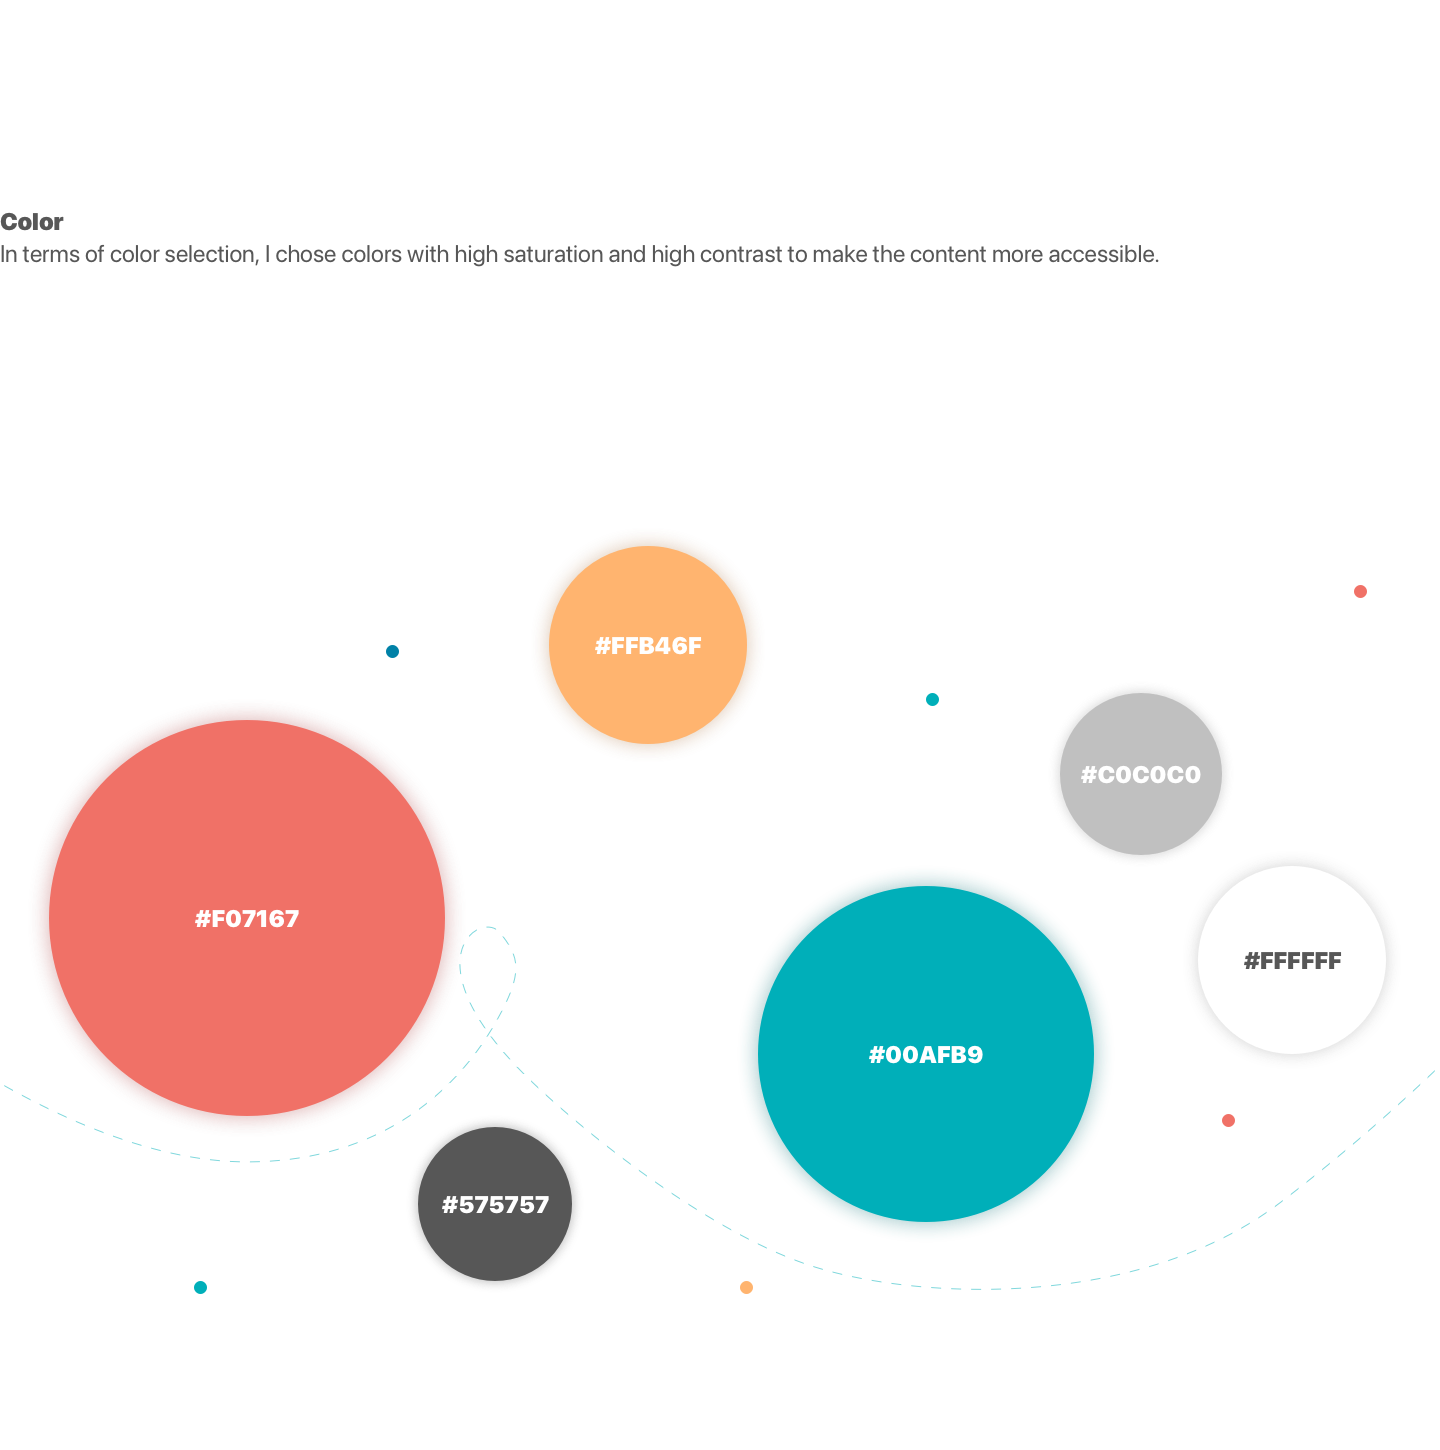 Color
In terms of color selection, I chose colors with high saturation and high contrast to make the content more accessible.
#FFB46F
#C0C0C0
#F07167
#FFFFFF
#00AFB9
#575757